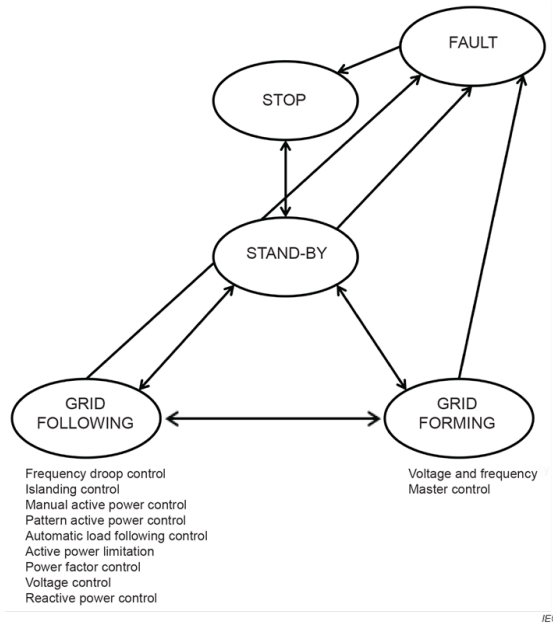 FAULT
STOP
STAND-BY
GRID
FOLLOWING
GRID
FORMING
Frequency droop control
Islanding control
Manual active power control
Pattern active power control
Automatic load following control
Active power limitation
Power factor control
Voltage control
Reactive power control
Voltage and frequency
Master control